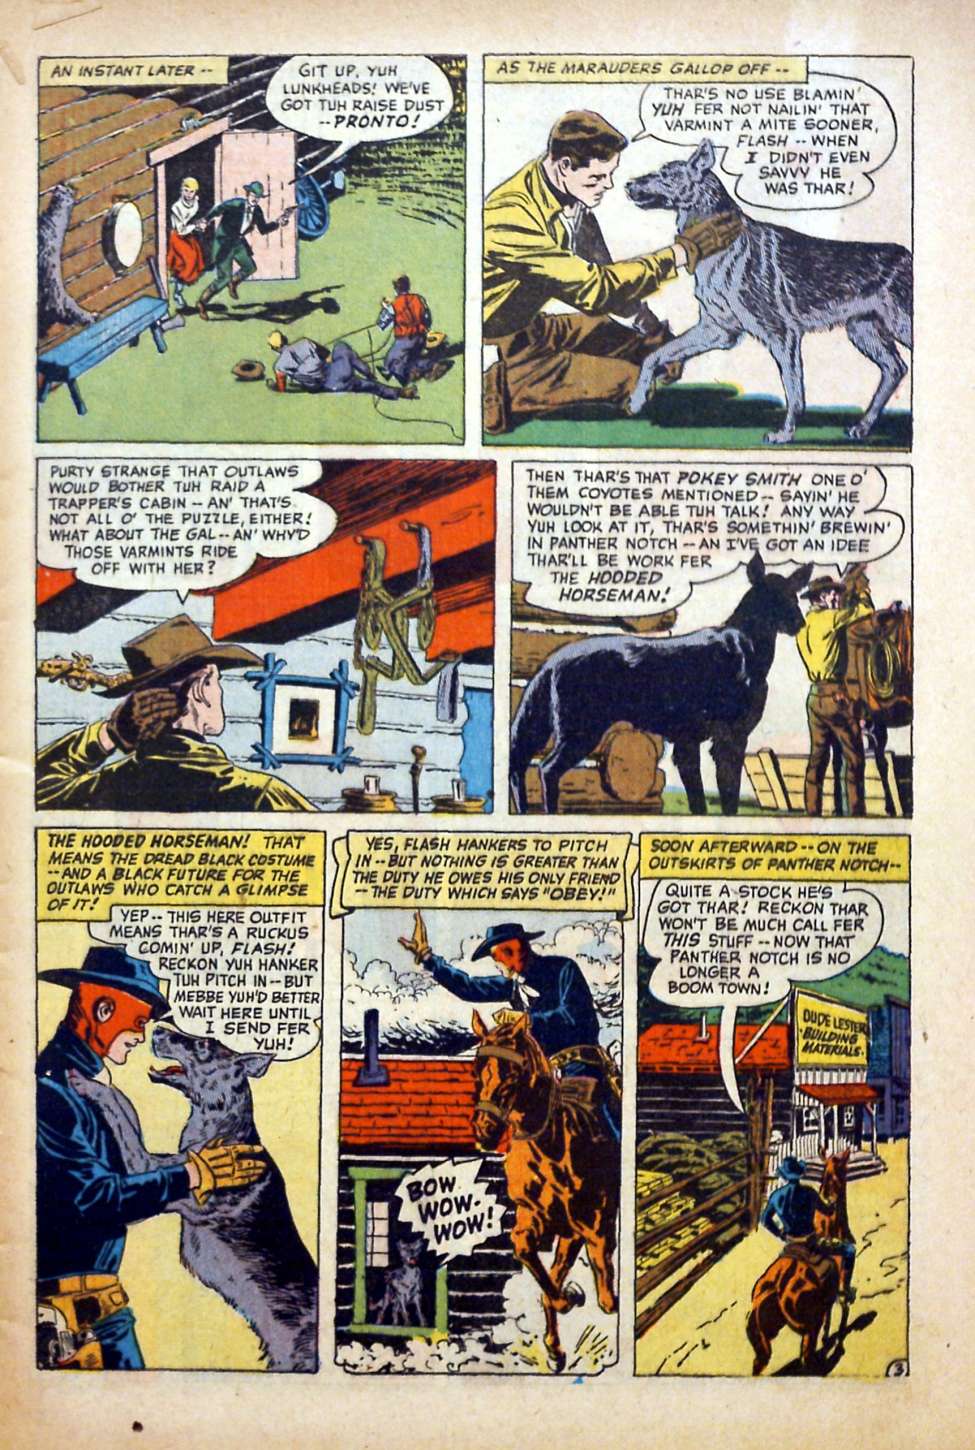 AN INSTANT LATER --
GIT UP, YUH
LUNKHEADS! WE'VE
GOT TUH RAISE DUST
-- PRONTO!
AS THE MARAUDERS GALLOP OFF --
THAR'S NO USE BLAMIN'
YUH FER NOT NAILIN' THAT
VARMINT A MITE SOONER,
FLASH -- WHEN
I DIDN'T EVEN
SAVVY HE
WAS THAR!
PURTY STRANGE THAT OUTLAWS
WOULD BOTHER TUH RAID A
TRAPPER'S CABIN -- AN' THAT'S
NOT ALL O' THE PUZZLE, EITHER!
WHAT ABOUT THE GAL -- AN' WHY'D
THOSE VARMINTS RIDE
OFF WITH HER?
THEN THAR'S THAT POKEY SMITH ONE O'
THEM COYOTES MENTIONED -- SAYIN' HE
WOULDN'T BE ABLE TUH TALK! ANY WAY
YUH LOOK AT IT, THAR'S SOMETHIN' BREWIN'
IN PANTHER NOTCH -- AN I'VE GOT AN IDEE
THAR'LL BE WORK FER
THE HOODED
HORSEMAN!
THE HOODED HORSEMAN! THAT
MEANS THE DREAD BLACK COSTUME
-- AND A BLACK FUTURE FOR THE
OUTLAWS WHO CATCH A GLIMPSE
OF IT!
YEP -- THIS HERE OUTFIT
MEANS THAR'S A RUCKUS
COMIN' UP, FLASH!
RECKON YUH HANKER
TUH PITCH IN -- BUT
MEBBE YUH'D BETTER
WAIT HERE UNTIL
I SEND FER
YUH!
YES, FLASH HANKERS TO PITCH
IN -- BUT NOTHING IS GREATER THAN
THE DUTY HE OWES HIS ONLY FRIEND
-- THE DUTY WHICH SAYS "OBEY!"
BOW
WOW-
WOW!
SOON AFTERWARD -- ON THE
OUTSKIRTS OF PANTHER NOTCH --
QUITE A STOCK HE'S
GOT THAR! RECKON THAR
WON'T BE MUCH CALL FER
THIS STUFF -- NOW THAT
PANTHER NOTCH IS NO
LONGER A
BOOM TOWN!
DUDE LESTER
BUILDING
MATERIALS.
3